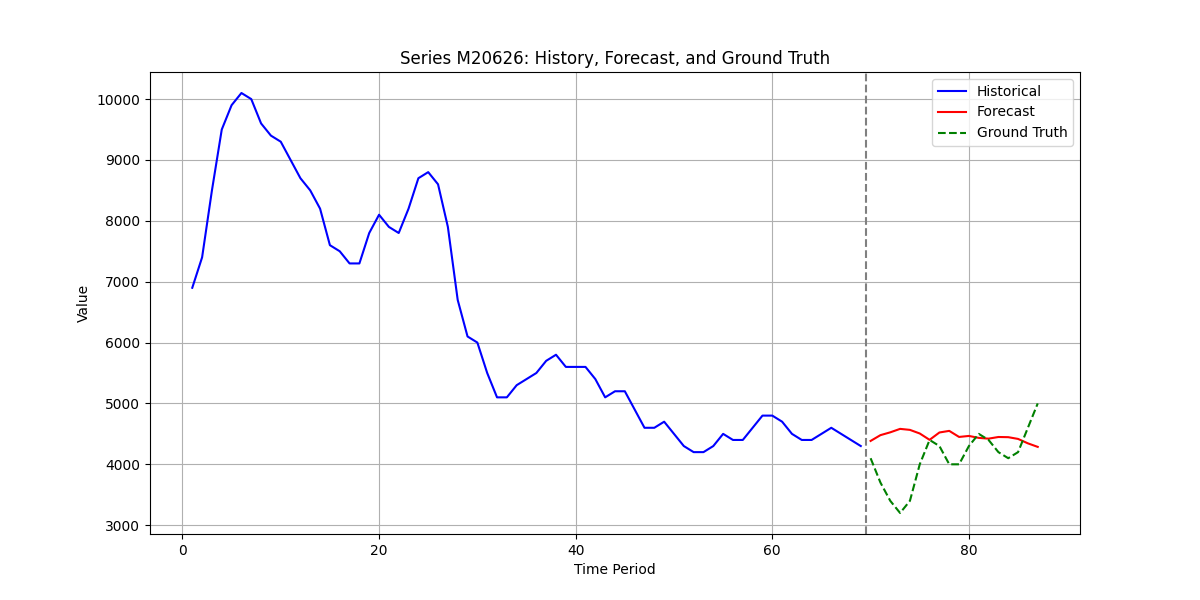 Series M20626: History, Forecast, and Ground Truth
Historical
Forecast
Ground Truth
10000
9000
8000
7000
6000
5000
4000
3000
Value
0 20 40 60 80
Time Period